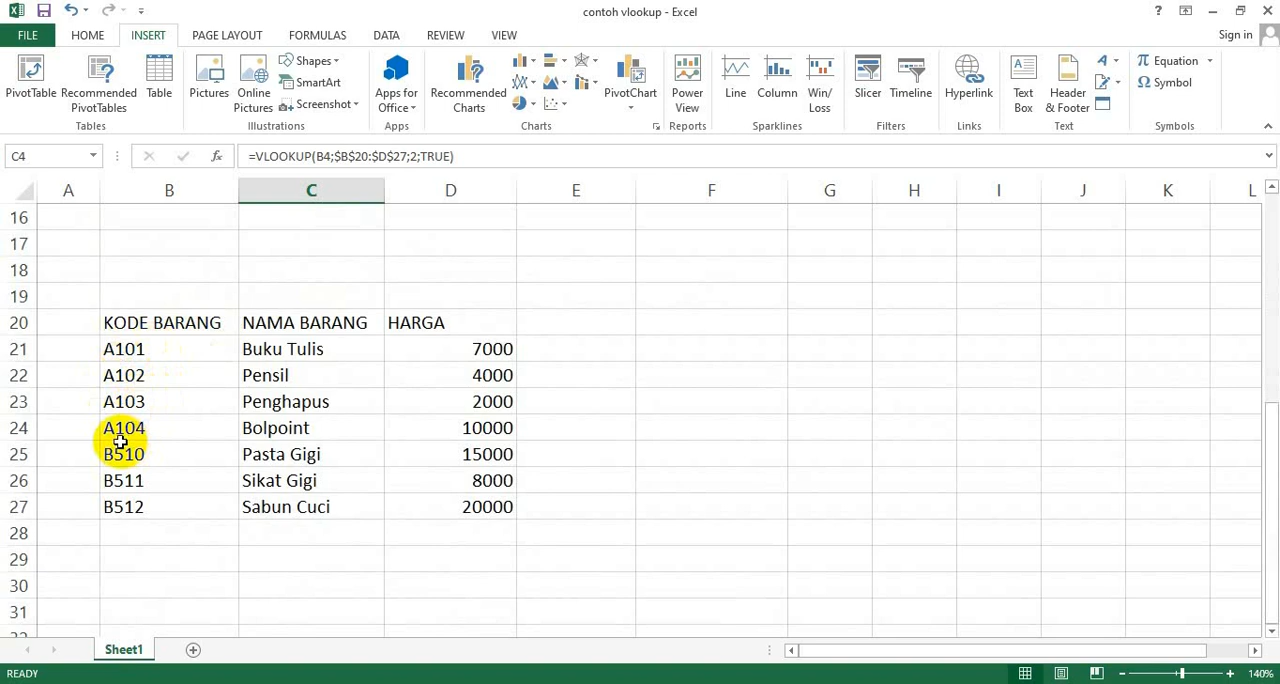 contoh vlookup - Excel
?
Sign in
FILE HOME INSERT PAGE LAYOUT FORMULAS DATA REVIEW VIEW
PivotTable Recommended PivotTables Table
Tables
Pictures Online Pictures Shapes SmartArt Screenshot
Illustrations
Apps for Office
Apps
Recommended Charts PivotChart
Charts
Power View
Reports
Line Column Win/Loss
Sparklines
Slicer Timeline
Filters
Hyperlink
Links
Text Box Header & Footer
Text
Equation Symbol
Symbols
C4 fx =VLOOKUP(B4;$B$20:$D$27;2;TRUE)
A B C D E F G H I J K L
16
17
18
19
20 KODE BARANG NAMA BARANG HARGA
21 A101 Buku Tulis 7000
22 A102 Pensil 4000
23 A103 Penghapus 2000
24 A104 Bolpoint 10000
25 B510 Pasta Gigi 15000
26 B511 Sikat Gigi 8000
27 B512 Sabun Cuci 20000
28
29
30
31
Sheet1
READY 140%